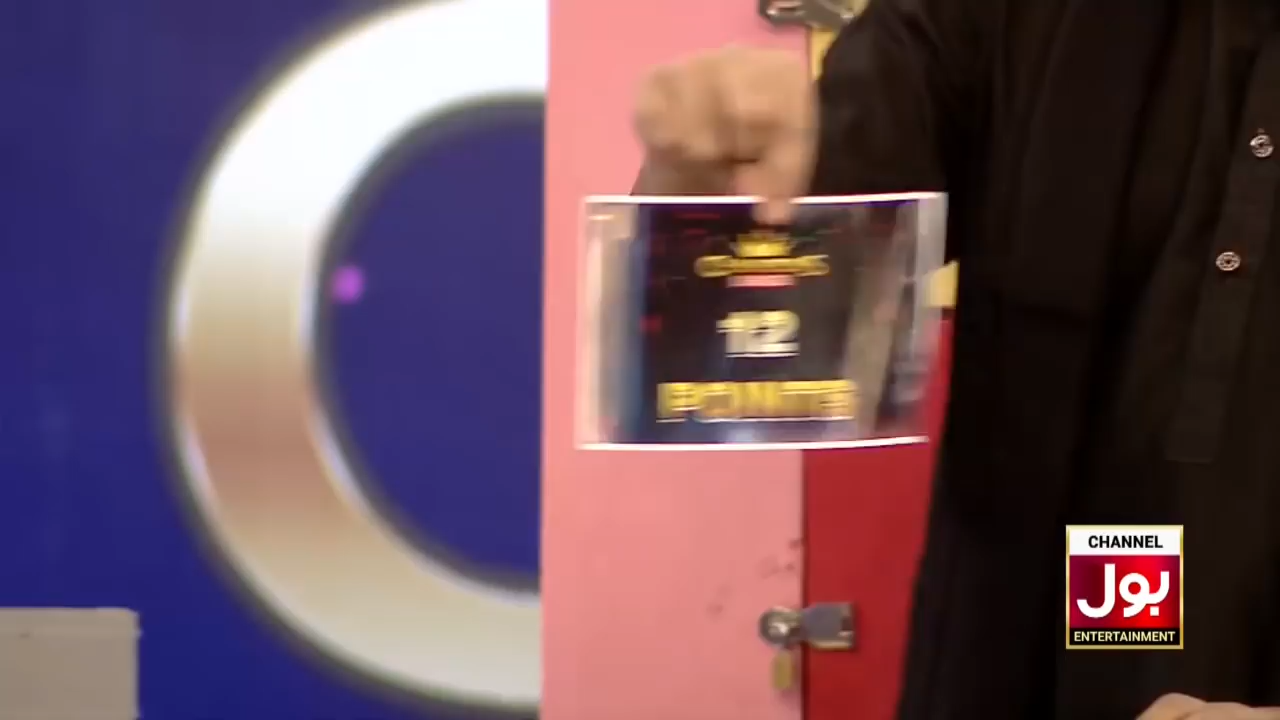 12
POINTS
CHANNEL
بول
ENTERTAINMENT